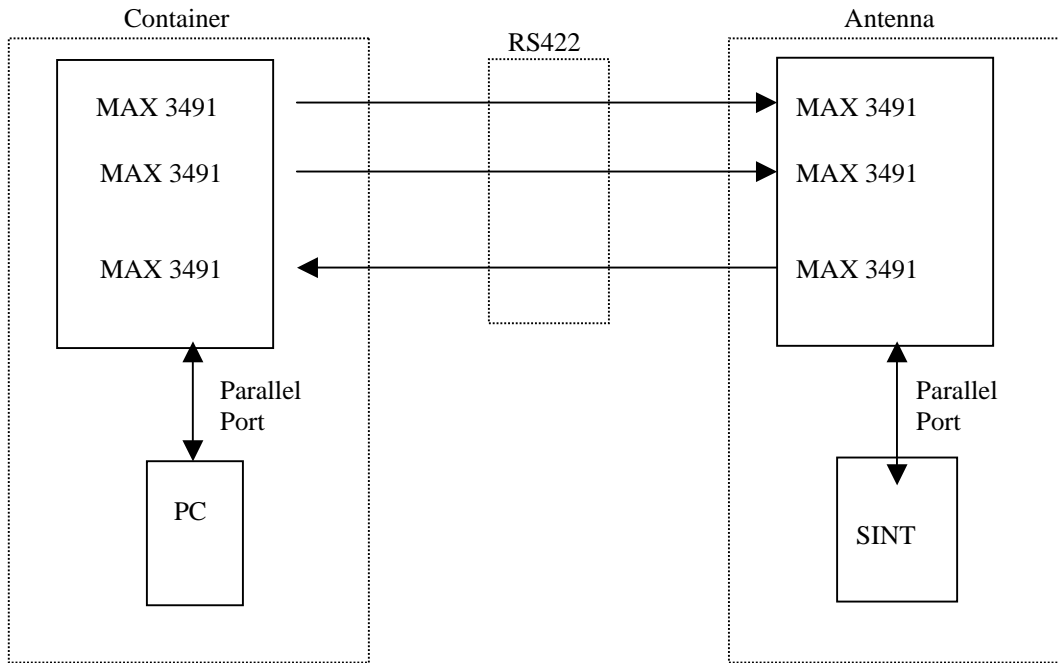 Container
Antenna
RS422
MAX 3491
MAX 3491
MAX 3491
MAX 3491
MAX 3491
MAX 3491
Parallel
Port
Parallel
Port
PC
SINT